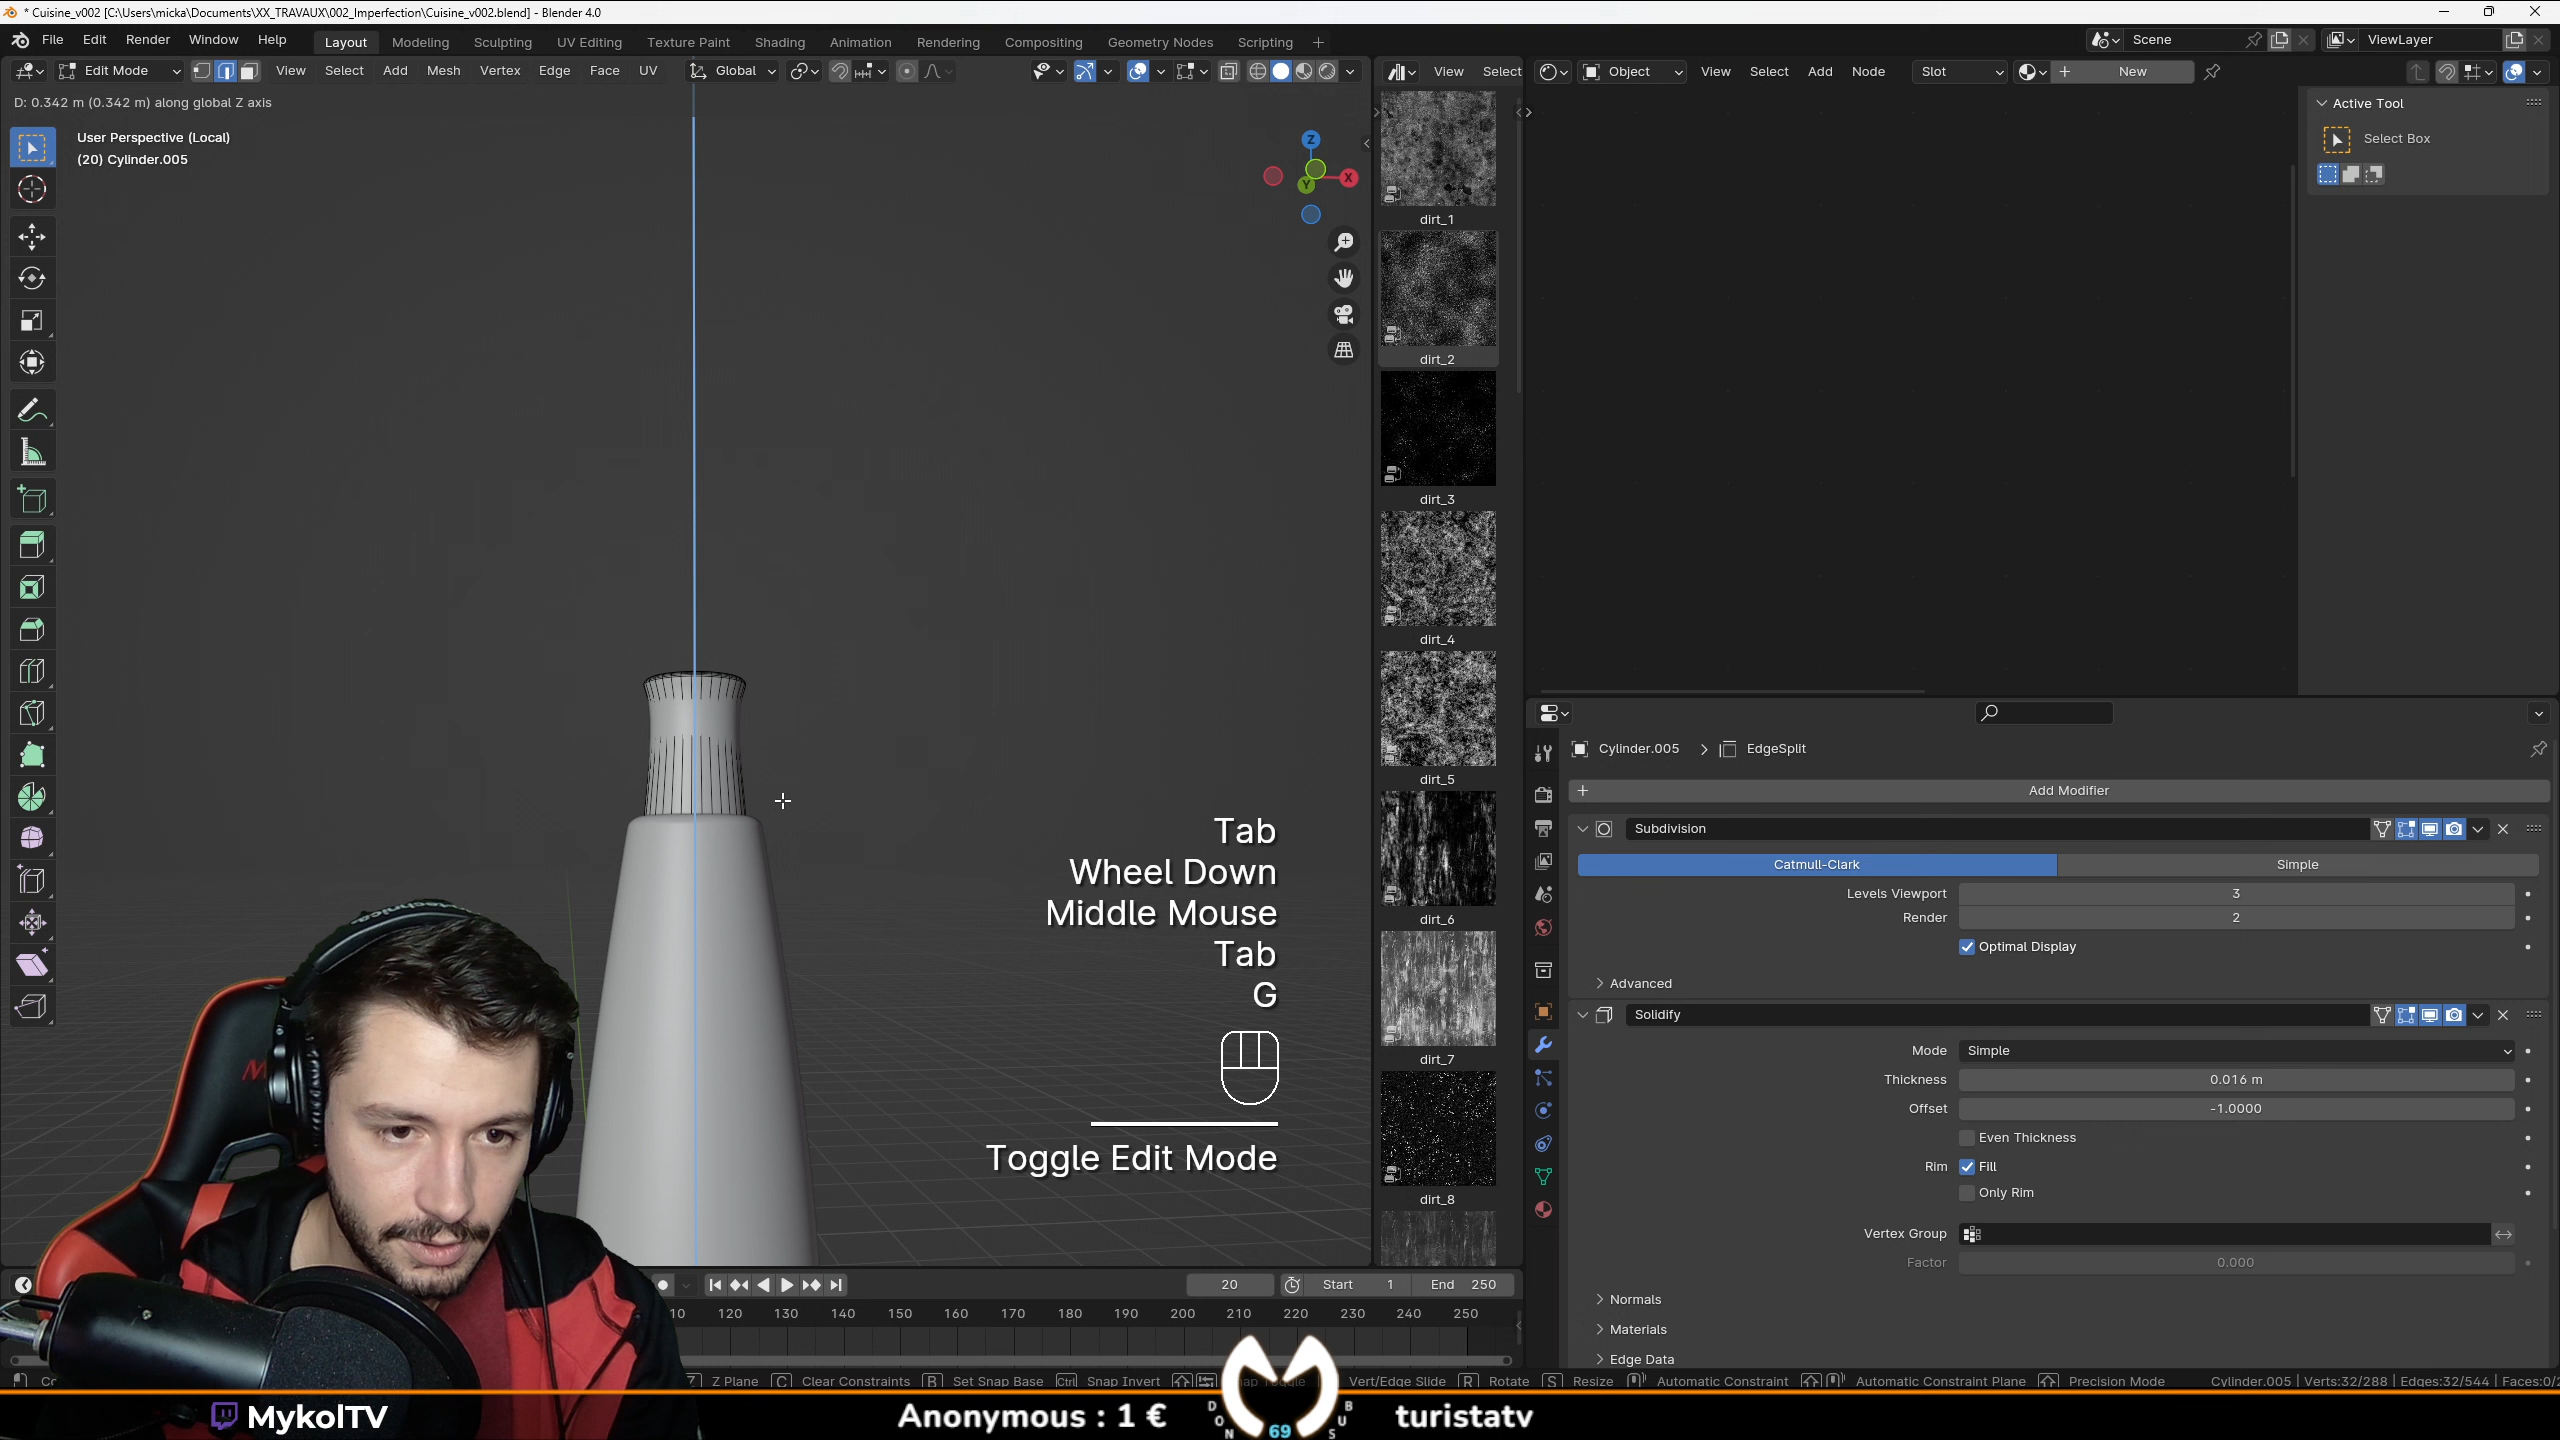 * Cuisine_v002 [C:\Users\micka\Documents\XX_TRAVAUX\002_Imperfection\Cuisine_v002.blend] - Blender 4.0
File Edit Render Window Help Layout Modeling Sculpting UV Editing Texture Paint Shading Animation Rendering Compositing Geometry Nodes Scripting + Scene ViewLayer
Edit Mode View Select Add Mesh Vertex Edge Face UV Global View Select Object View Select Add Node Slot New
D: 0.342 m (0.342 m) along global Z axis
User Perspective (Local)
(20) Cylinder.005
Z
X
Y
dirt_1
dirt_2
dirt_3
dirt_4
dirt_5
dirt_6
dirt_7
dirt_8
Active Tool
Select Box
Tab
Wheel Down
Middle Mouse
Tab
G
Toggle Edit Mode
Cylinder.005 > EdgeSplit
Add Modifier
Subdivision
Catmull-Clark Simple
Levels Viewport 3
Render 2
Optimal Display
Advanced
Solidify
Mode Simple
Thickness 0.016 m
Offset -1.0000
Even Thickness
Rim Fill
Only Rim
Vertex Group
Factor 0.000
Normals
Materials
Edge Data
20 Start 1 End 250
10 120 130 140 150 160 170 180 190 200 210 220 230 240 250
Z Plane C Clear Constraints B Set Snap Base Ctrl Snap Invert Vert/Edge Slide R Rotate S Resize Automatic Constraint Automatic Constraint Plane Precision Mode Cylinder.005 | Verts:32/288 | Edges:32/544 | Faces:0/2
MykolTV
Anonymous : 1 €
DON
69
BUS
turistatv